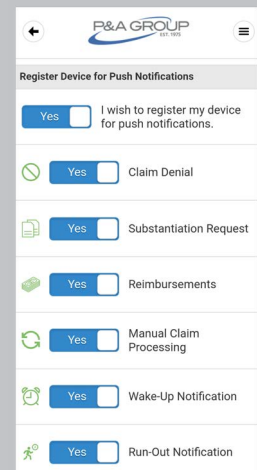 P&A GROUP
EST. 1975
Register Device for Push Notifications
Yes
I wish to register my device
for push notifications.
Yes
Claim Denial
Yes
Substantiation Request
Yes
Reimbursements
Yes
Manual Claim
Processing
Yes
Wake-Up Notification
Yes
Run-Out Notification